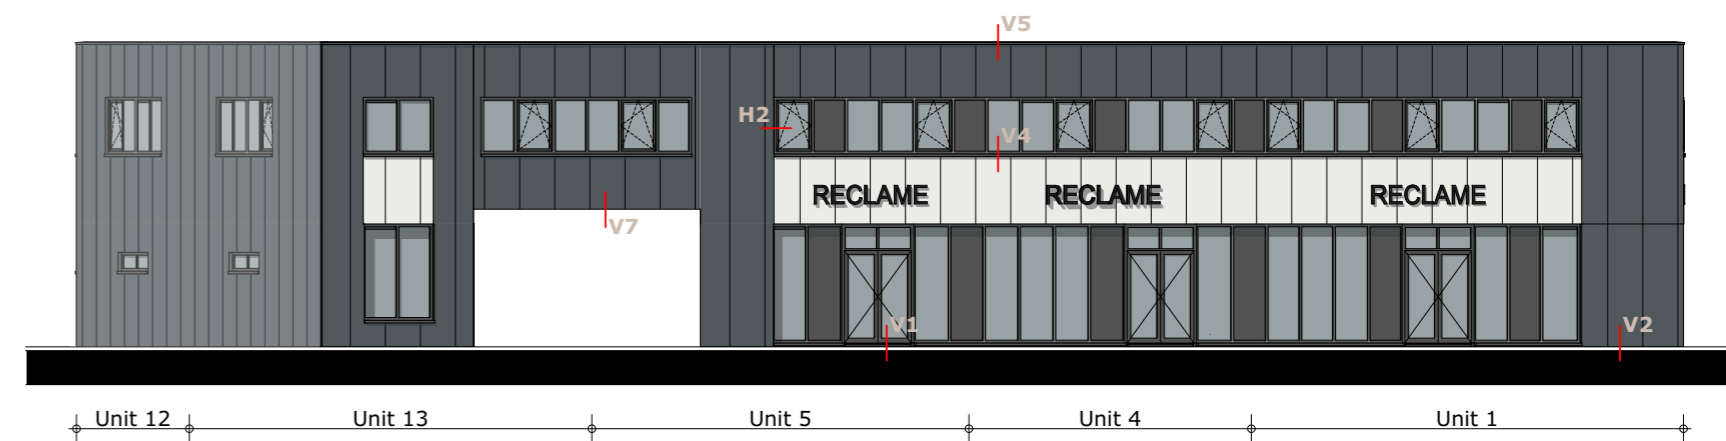 V5
H2
V4
RECLAME RECLAME RECLAME
V7
V1 V2
Unit 12 Unit 13 Unit 5 Unit 4 Unit 1